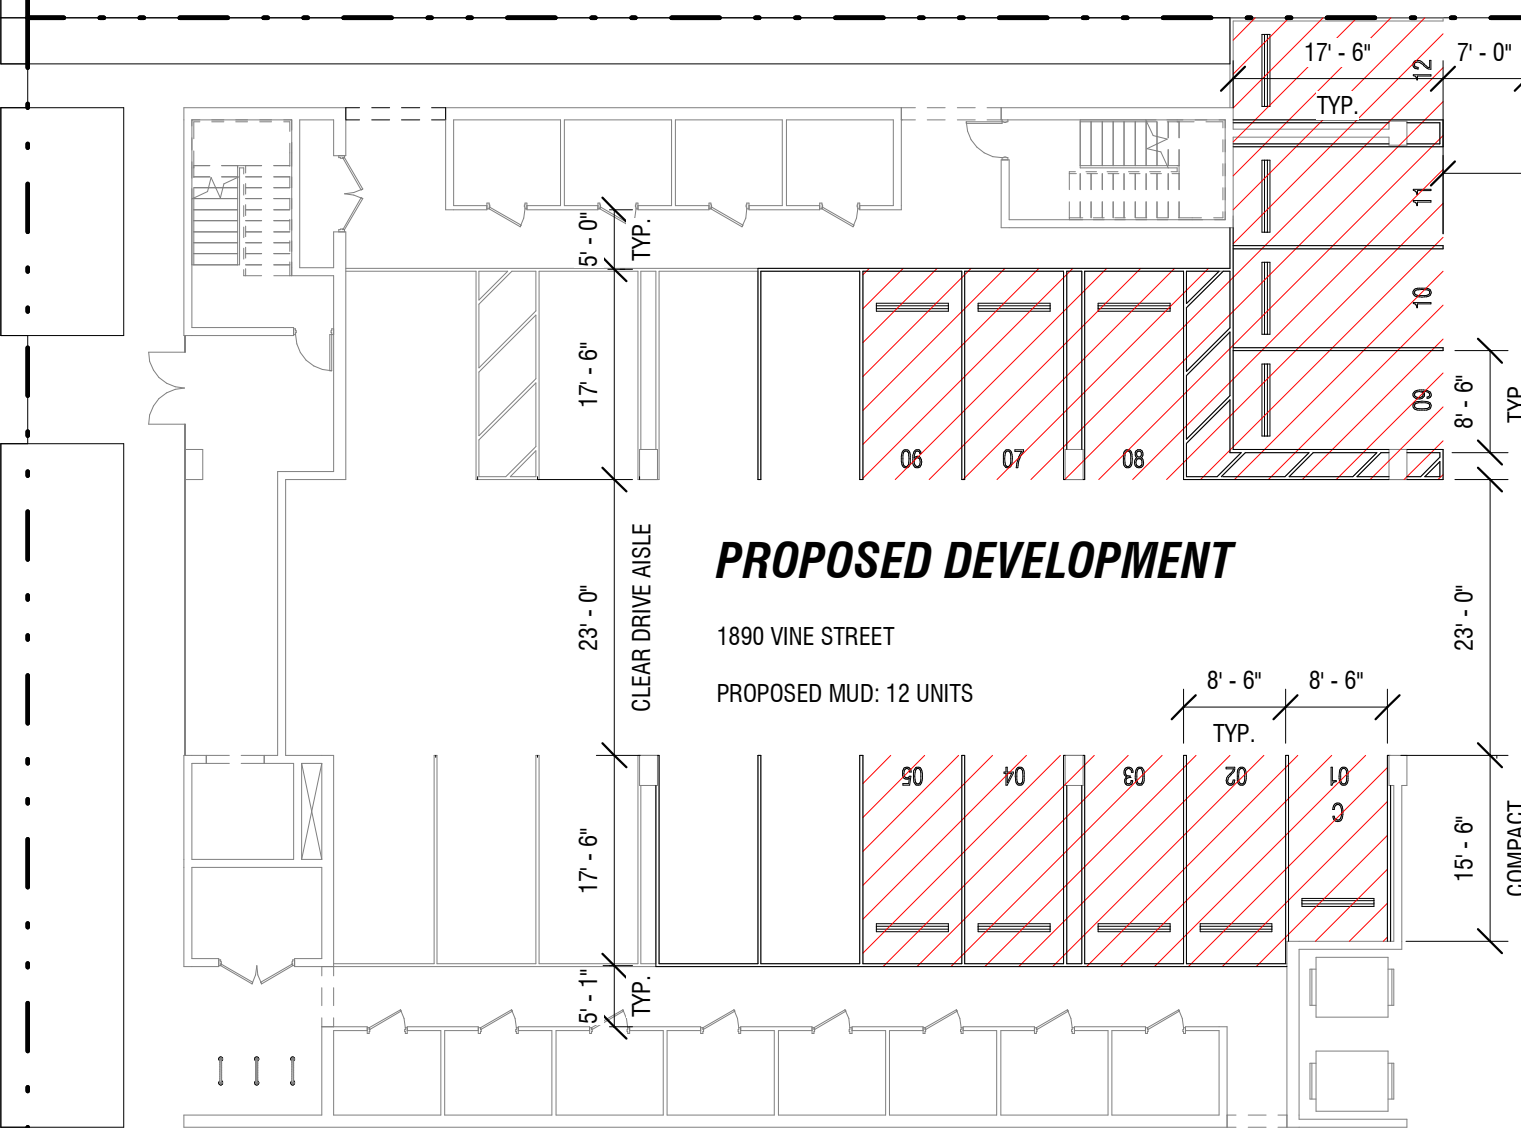 17' - 6"
7' - 0"
12
TYP.
11
5' - 0"
TYP.
10
17' - 6"
09
8' - 6"
TYP
06
07
08
PROPOSED DEVELOPMENT
1890 VINE STREET
PROPOSED MUD: 12 UNITS
23' - 0"
CLEAR DRIVE AISLE
23' - 0"
8' - 6"
8' - 6"
TYP.
05
04
03
02
01
C
17' - 6"
15' - 6"
COMPACT
5' - 1"
TYP.